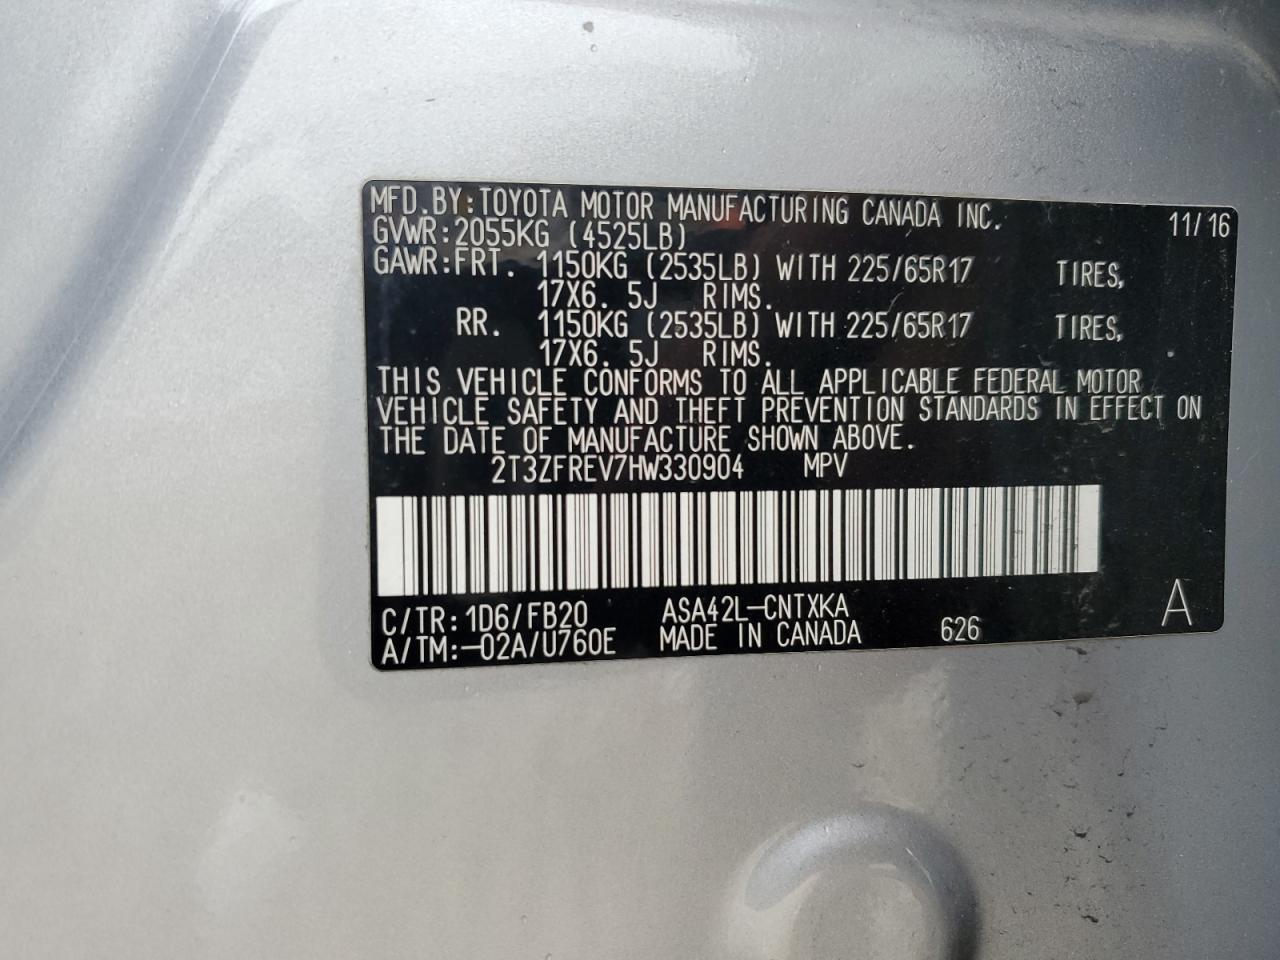 MFD.BY:TOYOTA MOTOR MANUFACTURING CANADA INC. 11/16
GVWR:2055KG (4525LB)
GAWR:FRT. 1150KG (2535LB) WITH 225/65R17 TIRES,
17X6. 5J RIMS.
RR. 1150KG (2535LB) WITH 225/65R17 TIRES,
17X6. 5J RIMS.
THIS VEHICLE CONFORMS TO ALL APPLICABLE FEDERAL MOTOR
VEHICLE SAFETY AND THEFT PREVENTION STANDARDS IN EFFECT ON
THE DATE OF MANUFACTURE SHOWN ABOVE.
2T3ZFREV7HW330904 MPV
C/TR:1D6/FB20 ASA42L-CNTXKA A
A/TM:-02A/U760E MADE IN CANADA 626